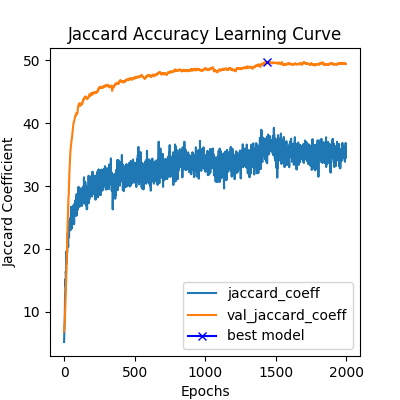 Jaccard Accuracy Learning Curve
Jaccard Coefficient
50
40
30
20
10
jaccard_coeff
val_jaccard_coeff
best model
0
500
1000
1500
2000
Epochs